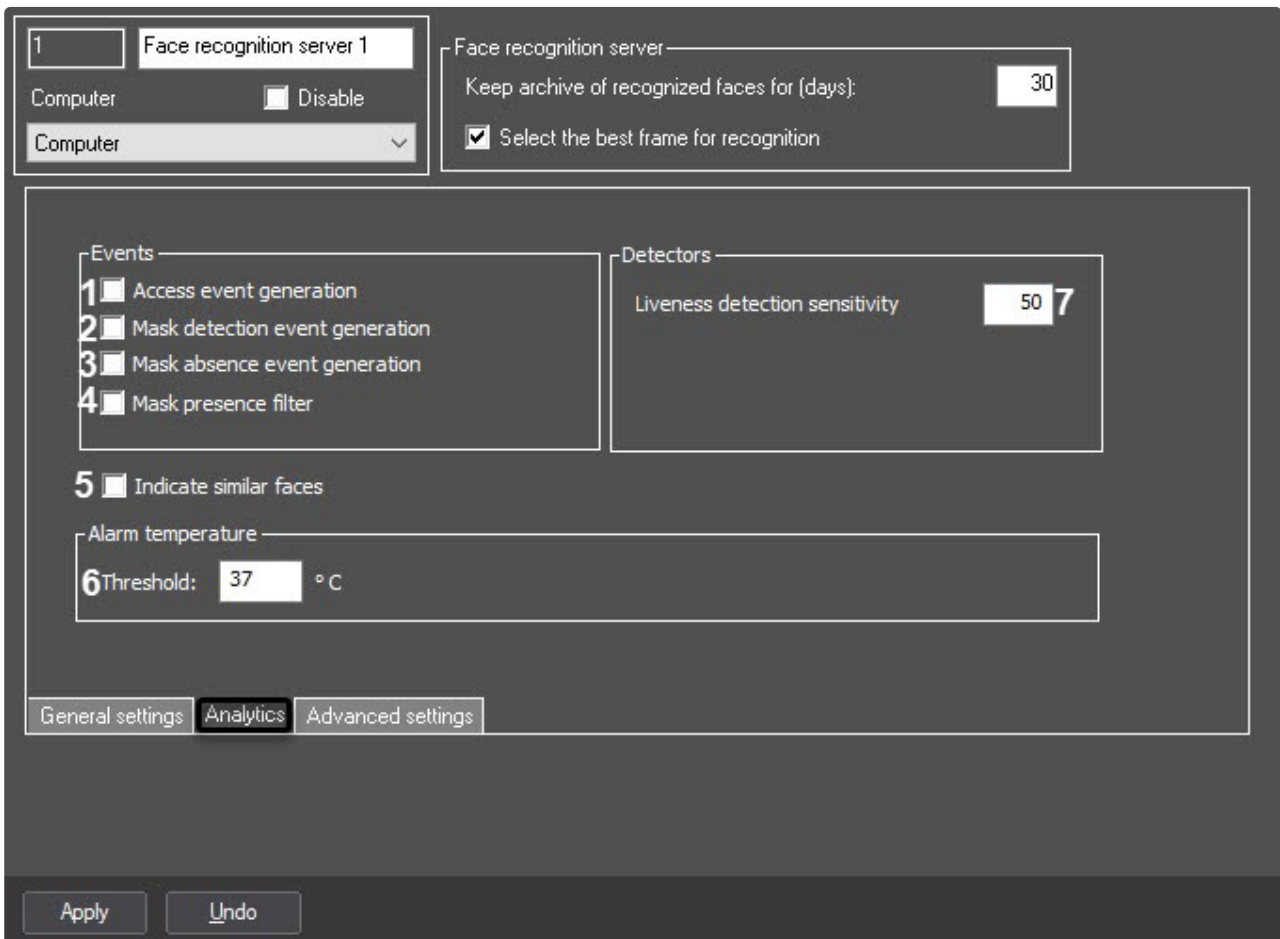 1
Face recognition server 1
Computer
Disable
Computer
Face recognition server
Keep archive of recognized faces for (days):
30
Select the best frame for recognition
Events
1 Access event generation
2 Mask detection event generation
3 Mask absence event generation
4 Mask presence filter
Detectors
Liveness detection sensitivity 50 7
5 Indicate similar faces
Alarm temperature
6 Threshold: 37 ° C
General settings Analytics Advanced settings
Apply Undo